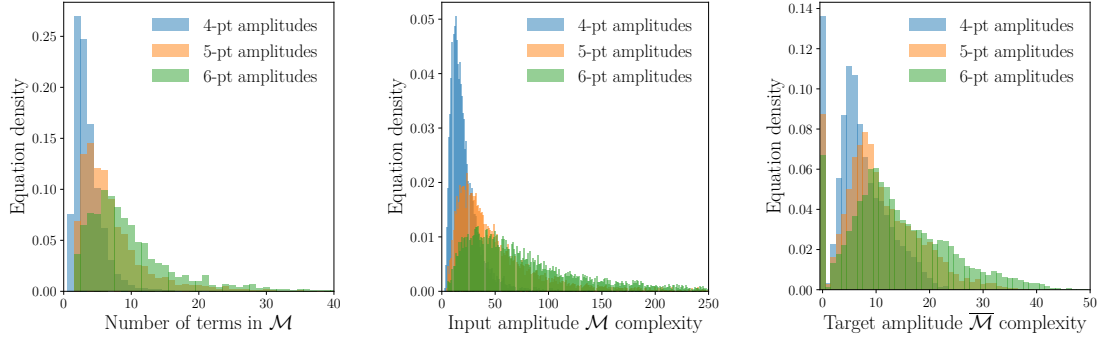 4-pt amplitudes
5-pt amplitudes
6-pt amplitudes
Equation density
0.25
0.20
0.15
0.10
0.05
0.00
0
10
20
30
40
Number of terms in ℳ
4-pt amplitudes
5-pt amplitudes
6-pt amplitudes
Equation density
0.05
0.04
0.03
0.02
0.01
0.00
0
50
100
150
200
250
Input amplitude ℳ complexity
4-pt amplitudes
5-pt amplitudes
6-pt amplitudes
Equation density
0.14
0.12
0.10
0.08
0.06
0.04
0.02
0.00
0
10
20
30
40
50
Target amplitude ℳ̅ complexity